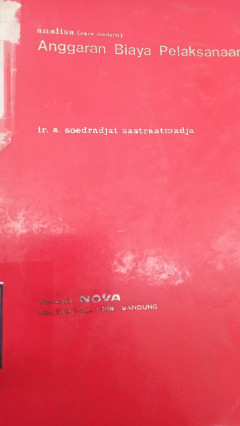 analisa (cara modern)
Anggaran Biaya Pelaksanaan
ir. a. soedradjat sastraatmadja
NOVA
BANDUNG